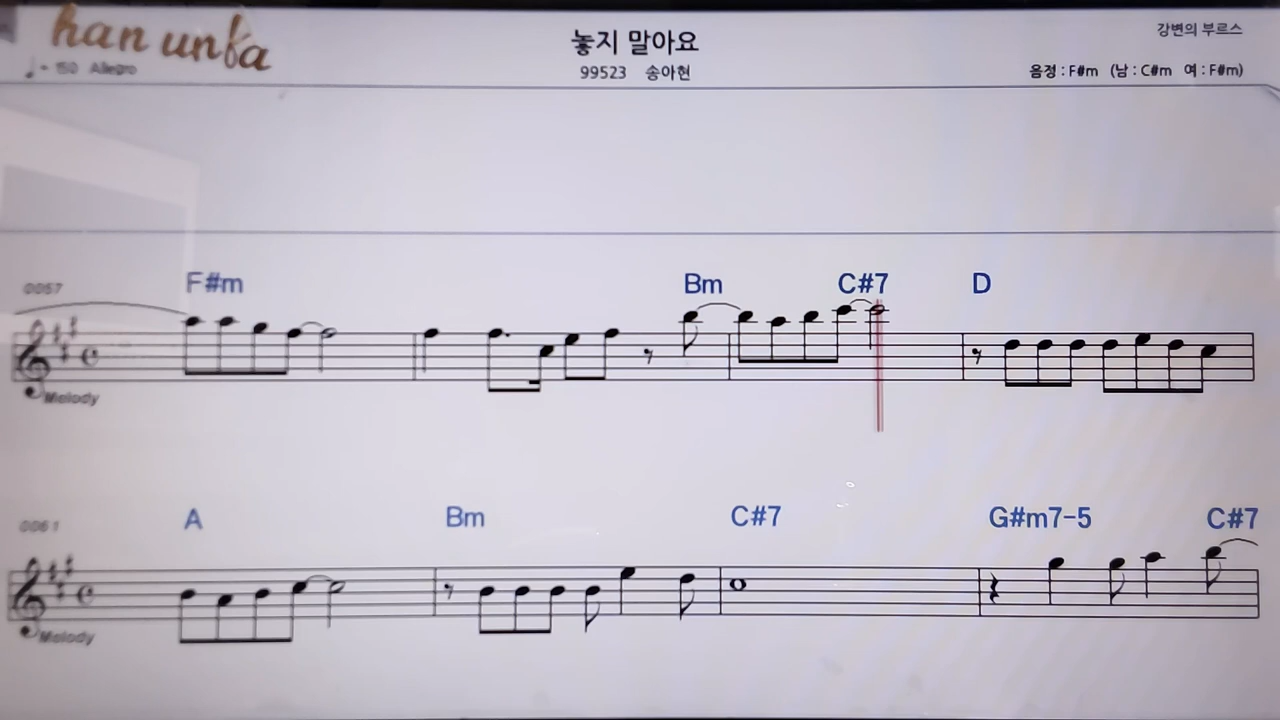 han unfa
놓지 말아요
강변의 부르스
♩= 150 Allegro
99523 송아현
음정 : F#m (남 : C#m 여 : F#m)
0057
F#m Bm C#7 D
Melody
0061
A Bm C#7 G#m7-5 C#7
Melody